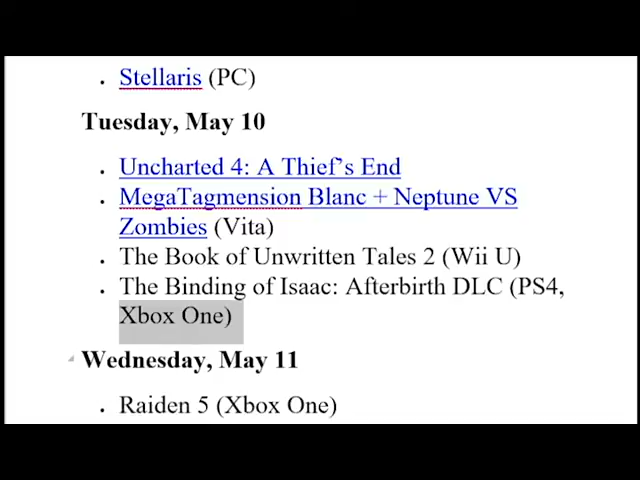 Stellaris (PC)
Tuesday, May 10
Uncharted 4: A Thief's End
MegaTagmension Blanc + Neptune VS
Zombies (Vita)
The Book of Unwritten Tales 2 (Wii U)
The Binding of Isaac: Afterbirth DLC (PS4,
Xbox One)
Wednesday, May 11
Raiden 5 (Xbox One)